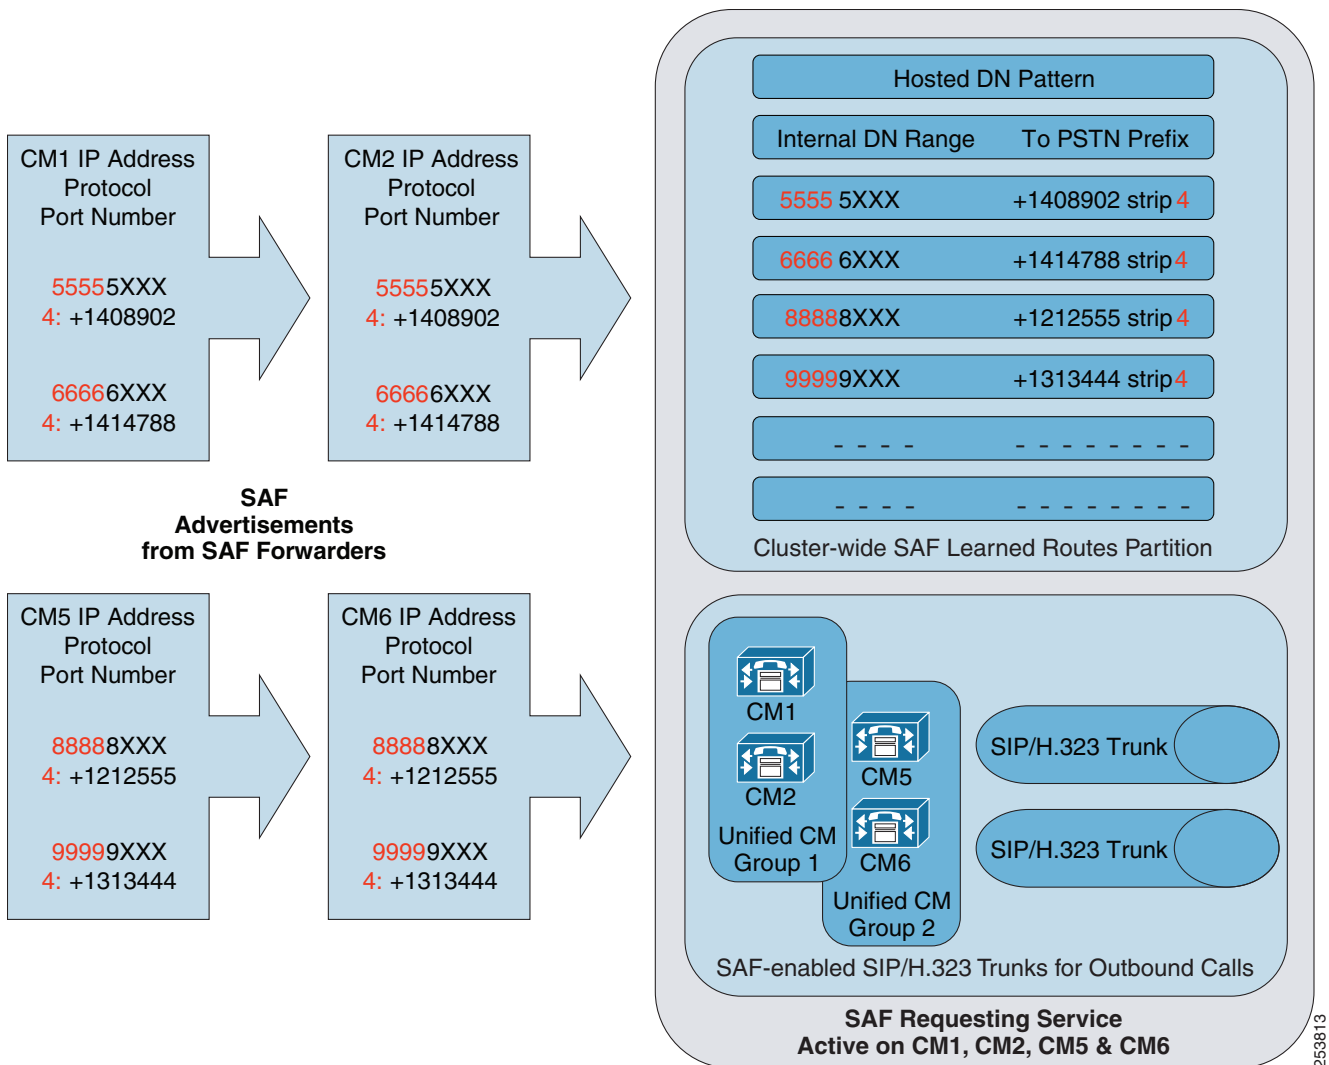 CM1 IP Address
Protocol
Port Number
55555XXX
4: +1408902
66666XXX
4: +1414788
CM2 IP Address
Protocol
Port Number
55555XXX
4: +1408902
66666XXX
4: +1414788
SAF
Advertisements
from SAF Forwarders
CM5 IP Address
Protocol
Port Number
88888XXX
4: +1212555
99999XXX
4: +1313444
CM6 IP Address
Protocol
Port Number
88888XXX
4: +1212555
99999XXX
4: +1313444
Hosted DN Pattern
Internal DN Range To PSTN Prefix
5555 5XXX +1408902 strip 4
6666 6XXX +1414788 strip 4
88888XXX +1212555 strip 4
99999XXX +1313444 strip 4
- - - - - - - - - - - -
- - - - - - - - - - - -
Cluster-wide SAF Learned Routes Partition
CM1
CM2
Unified CM
Group 1
CM5
CM6
Unified CM
Group 2
SIP/H.323 Trunk
SIP/H.323 Trunk
SAF-enabled SIP/H.323 Trunks for Outbound Calls
SAF Requesting Service
Active on CM1, CM2, CM5 & CM6
253813